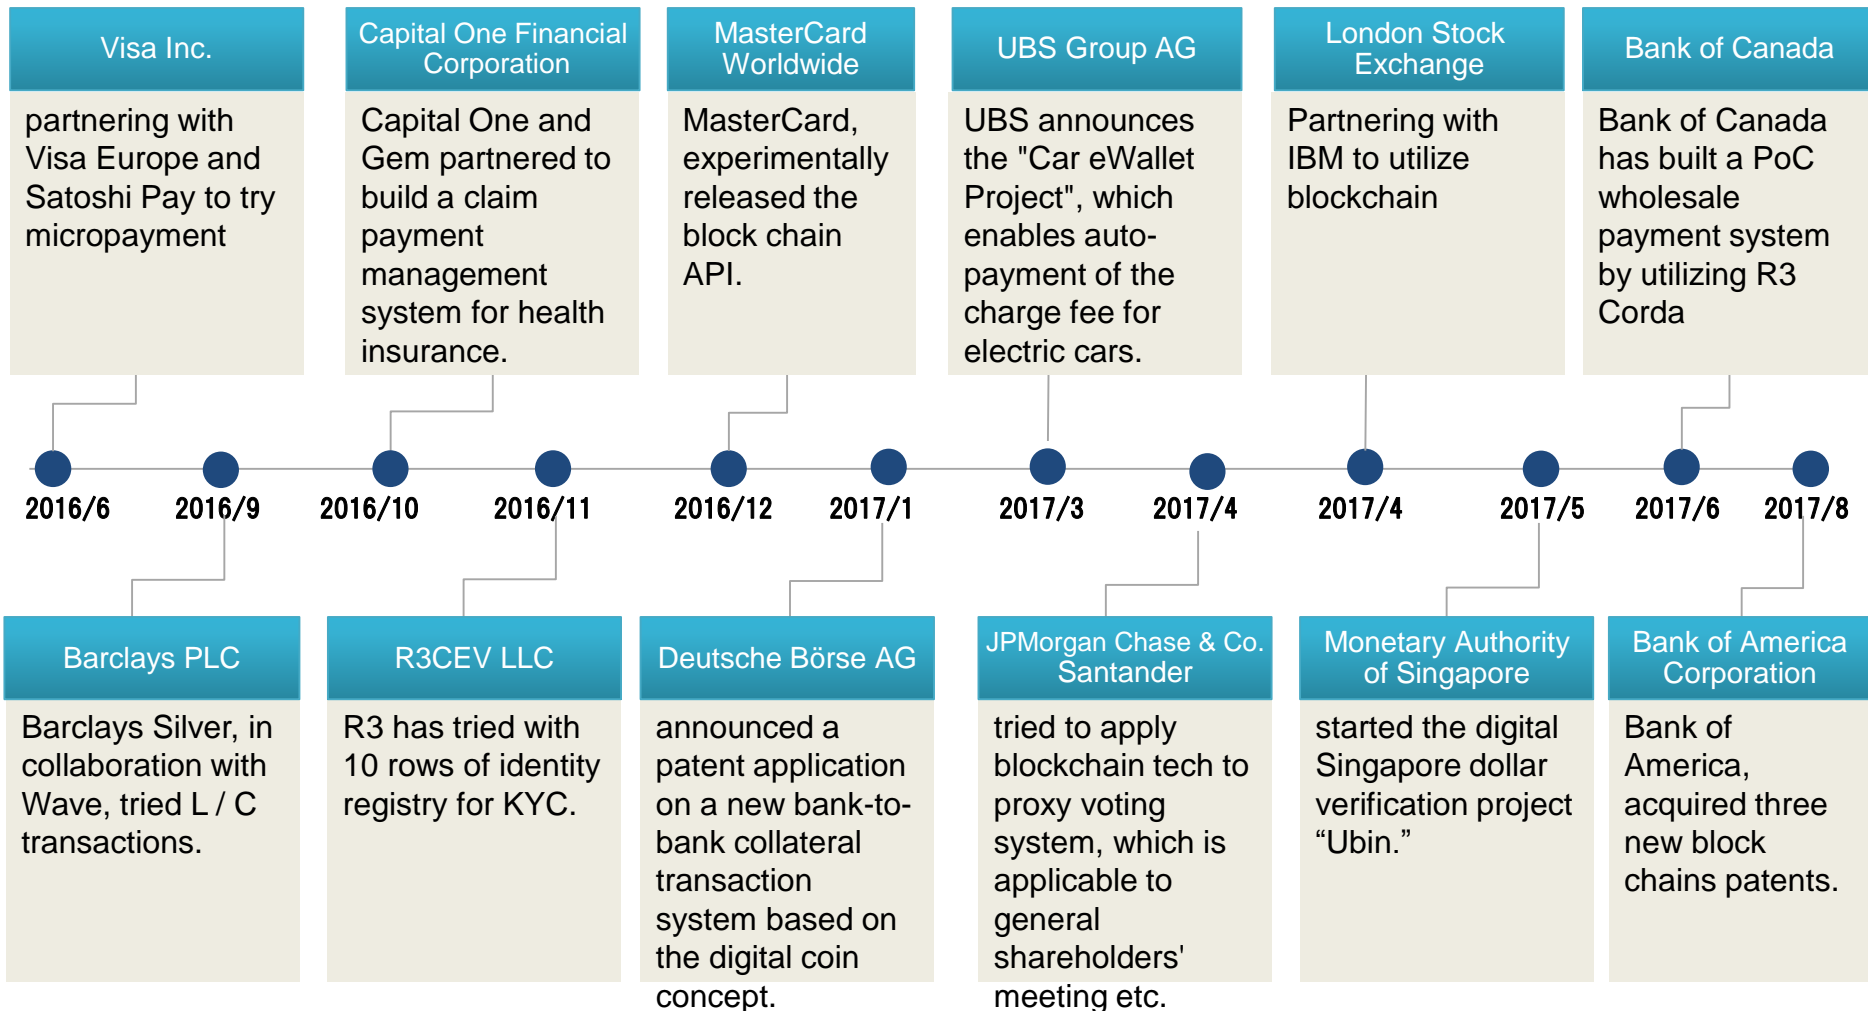 Visa Inc.
partnering with
Visa Europe and
Satoshi Pay to try
micropayment
Capital One Financial
Corporation
Capital One and
Gem partnered to
build a claim
payment
management
system for health
insurance.
MasterCard
Worldwide
MasterCard,
experimentally
released the
block chain
API.
UBS Group AG
UBS announces
the "Car eWallet
Project", which
enables auto-
payment of the
charge fee for
electric cars.
London Stock
Exchange
Partnering with
IBM to utilize
blockchain
Bank of Canada
Bank of Canada
has built a PoC
wholesale
payment system
by utilizing R3
Corda
2016/6
2016/9
2016/10
2016/11
2016/12
2017/1
2017/3
2017/4
2017/4
2017/5
2017/6
2017/8
Barclays PLC
Barclays Silver, in
collaboration with
Wave, tried L / C
transactions.
R3CEV LLC
R3 has tried with
10 rows of identity
registry for KYC.
Deutsche Börse AG
announced a
patent application
on a new bank-to-
bank collateral
transaction
system based on
the digital coin
concept.
JPMorgan Chase & Co.
Santander
tried to apply
blockchain tech to
proxy voting
system, which is
applicable to
general
shareholders'
meeting etc.
Monetary Authority
of Singapore
started the digital
Singapore dollar
verification project
“Ubin.”
Bank of America
Corporation
Bank of
America,
acquired three
new block
chains patents.